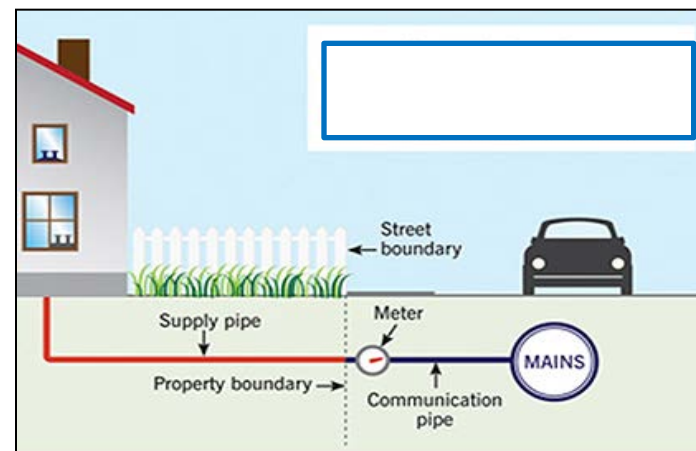 Street
boundary
Supply pipe
Meter
MAINS
Property boundary
Communication
pipe